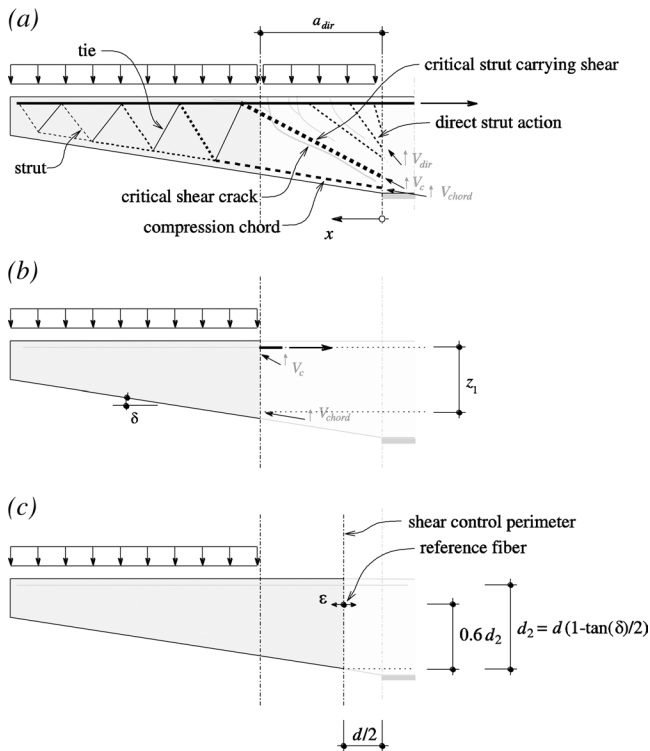 (a)
a_dir
tie
critical strut carrying shear
direct strut action
strut
V_dir
V_c
V_chord
critical shear crack
compression chord
x
(b)
V_c
z_1
V_chord
δ
(c)
shear control perimeter
reference fiber
ε
0.6 d_2
d_2 = d (1-tan(δ)/2)
d/2